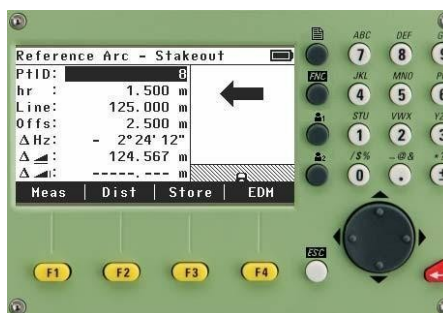 Reference Arc - Stakeout
PtID: 8
hr : 1.500 m
Line: 125.000 m
Offs: 2.500 m
ΔHz: - 2°24'12"
Δ◢: 124.567 m
Δ◢ı: -----.--- m
Meas | Dist | Store | EDM
F1 F2 F3 F4
ABC DEF
7 8
FNC JKL MNO
4 5
1 STU VWX
1 2
2 /$% _@&
0 .
ESC